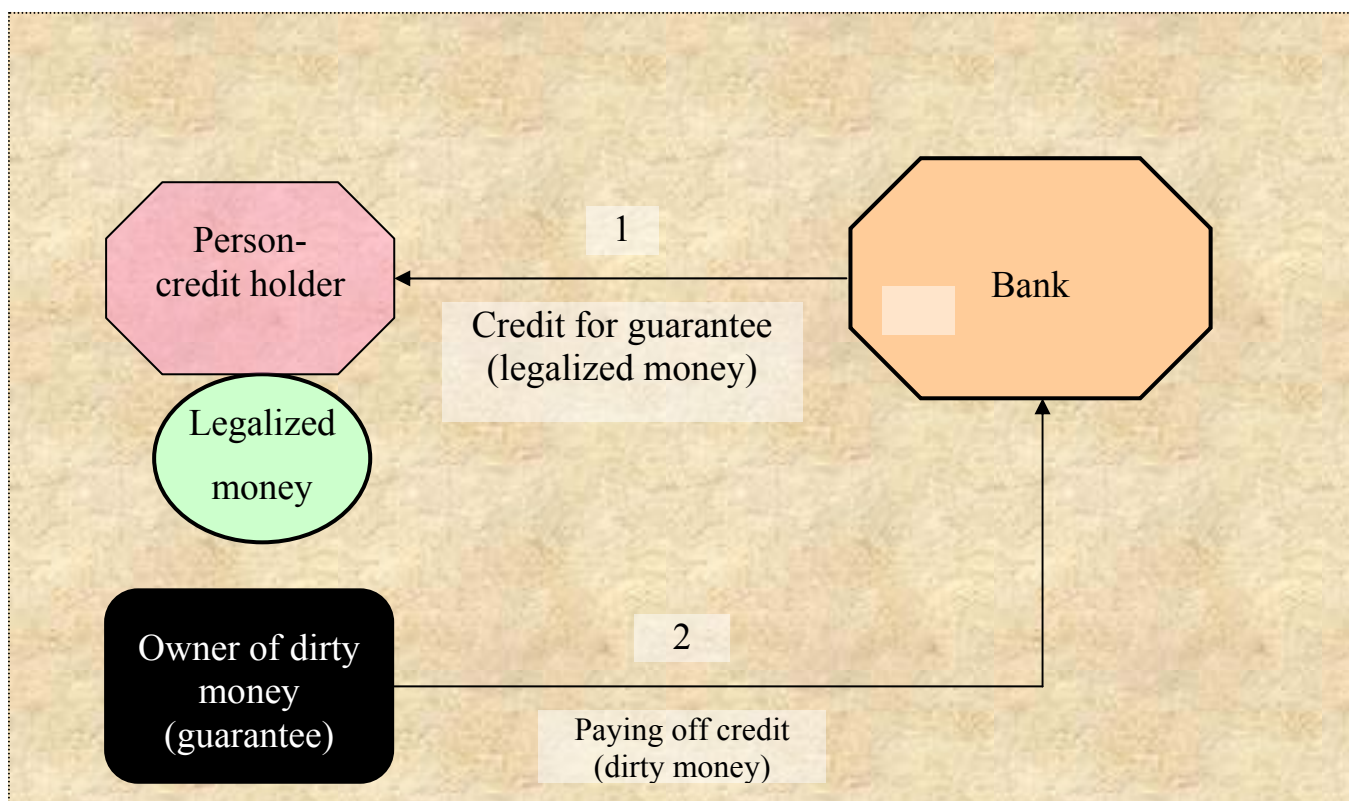 Person-
credit holder
1
Bank
Credit for guarantee
(legalized money)
Legalized
money
Owner of dirty
money
(guarantee)
2
Paying off credit
(dirty money)